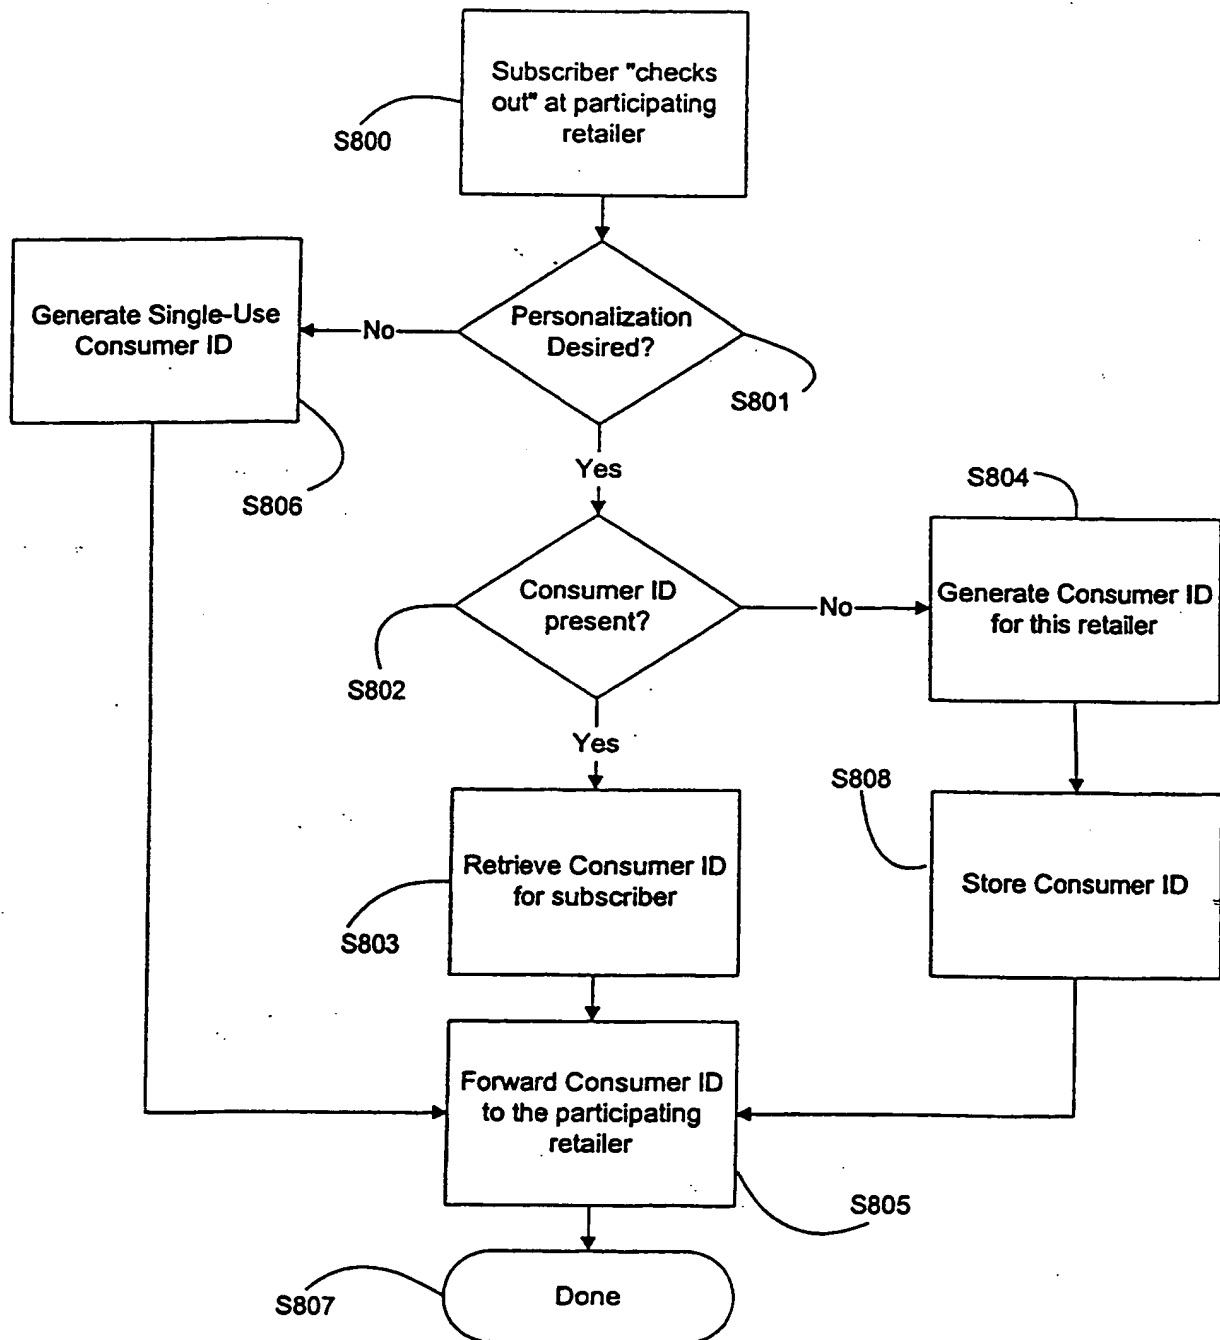 Subscriber "checks
out" at participating
retailer
S800
Generate Single-Use
Consumer ID
No
Personalization
Desired?
S801
S806
Yes
S804
Consumer ID
present?
No
Generate Consumer ID
for this retailer
S802
Yes
S808
Retrieve Consumer ID
for subscriber
Store Consumer ID
S803
Forward Consumer ID
to the participating
retailer
S805
Done
S807